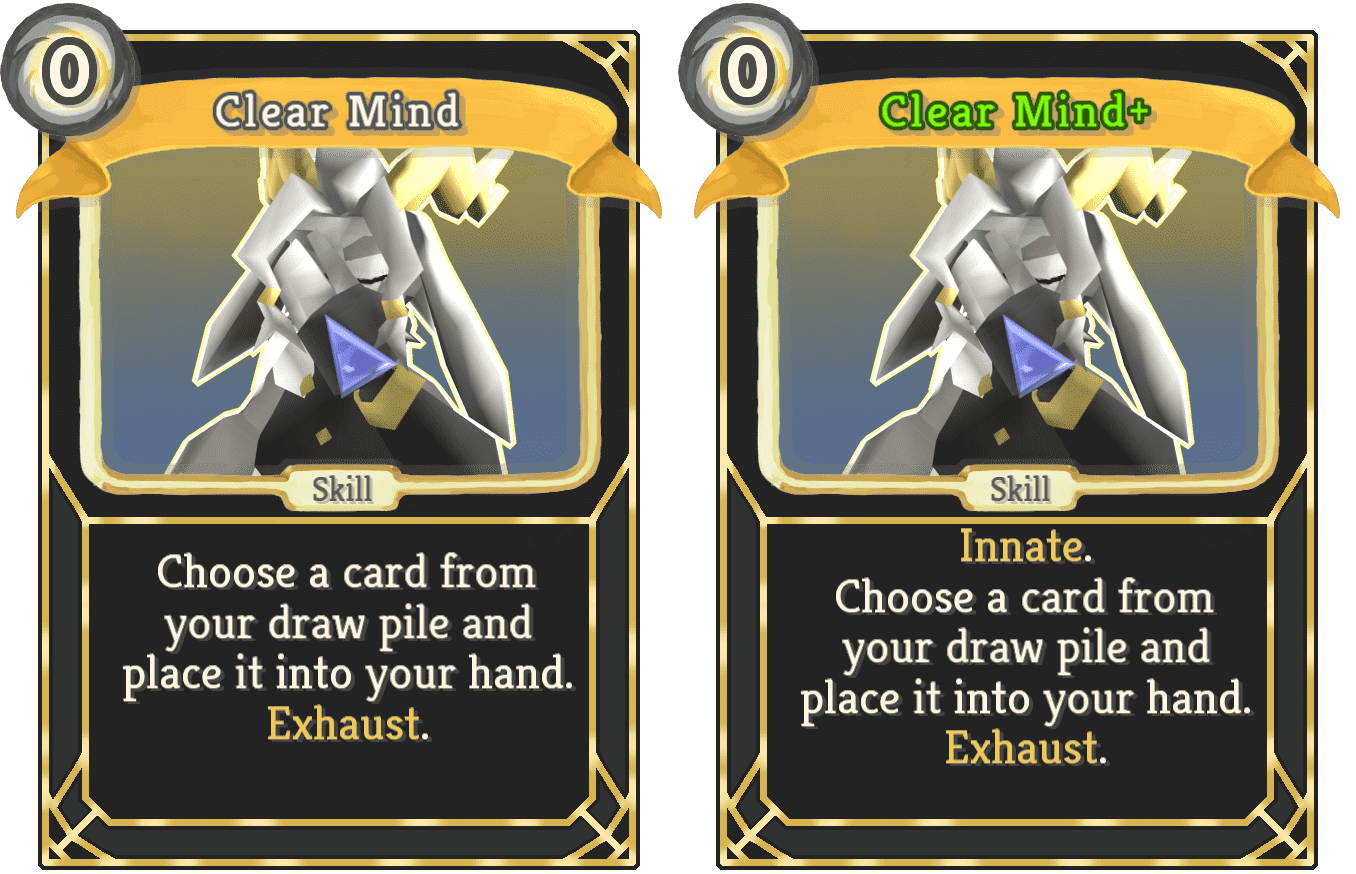 0
Clear Mind
Skill
Choose a card from
your draw pile and
place it into your hand.
Exhaust.
0
Clear Mind+
Skill
Innate.
Choose a card from
your draw pile and
place it into your hand.
Exhaust.